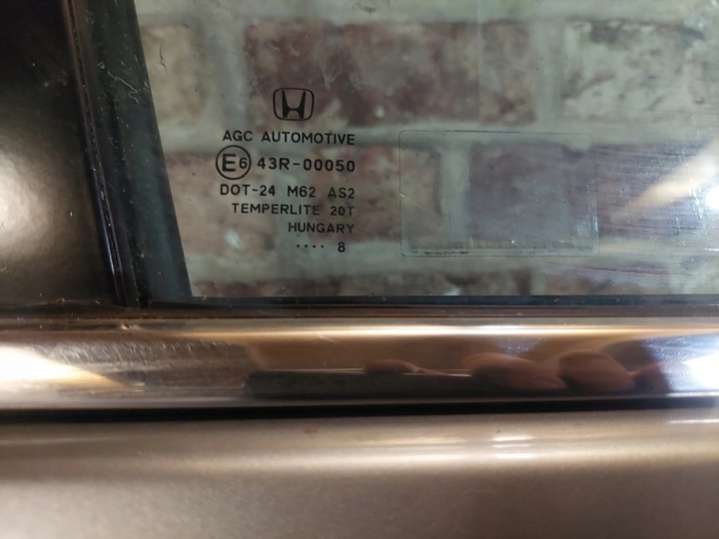 AGC AUTOMOTIVE
E6 43R-00050
DOT-24 M62 AS2
TEMPERLITE 20T
HUNGARY
.... 8